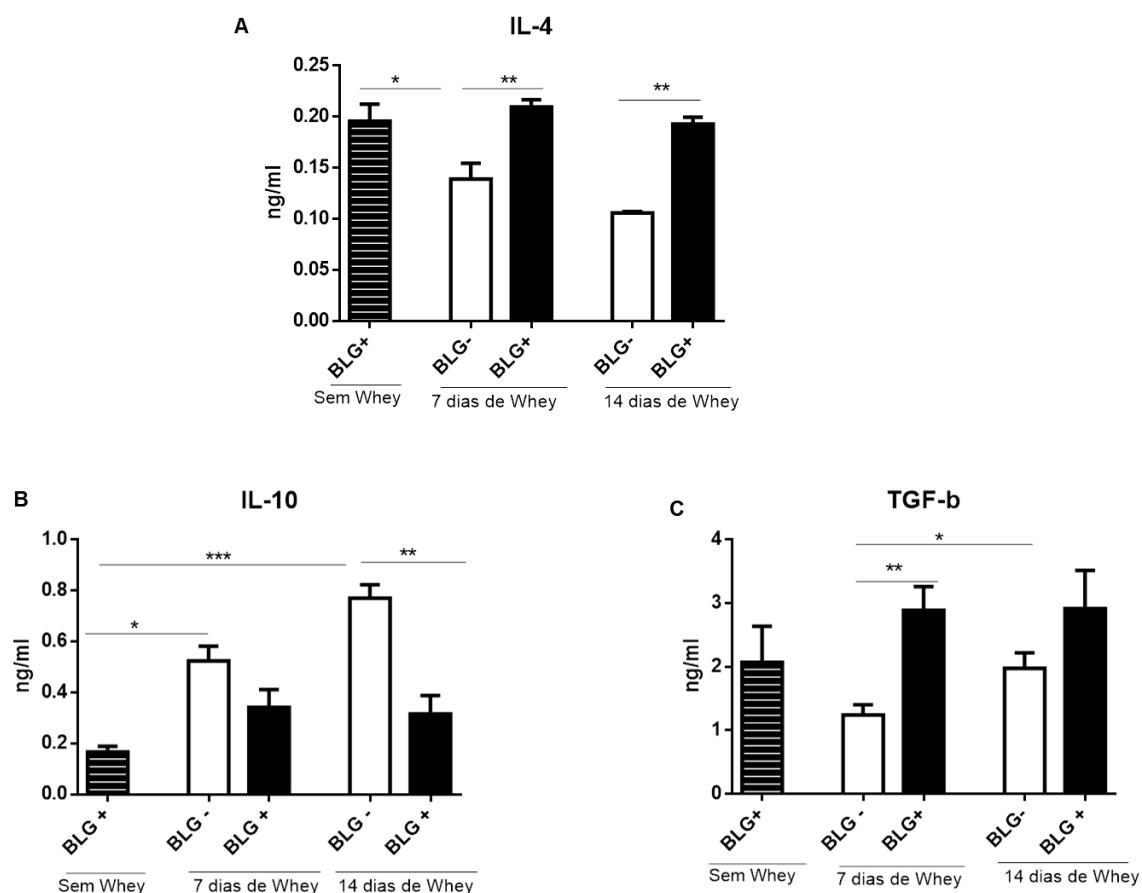 A
IL-4
* ** **
0.25
0.20
0.15
0.10
0.05
0.00
ng/ml
BLG+ BLG- BLG+ BLG- BLG+
Sem Whey 7 dias de Whey 14 dias de Whey
B
IL-10
*** **
*
1.0
0.8
0.6
0.4
0.2
0.0
ng/ml
BLG + BLG - BLG + BLG - BLG +
Sem Whey 7 dias de Whey 14 dias de Whey
C
TGF-b
*
**
4
3
2
1
0
ng/ml
BLG+ BLG - BLG+ BLG- BLG +
Sem Whey 7 dias de Whey 14 dias de Whey